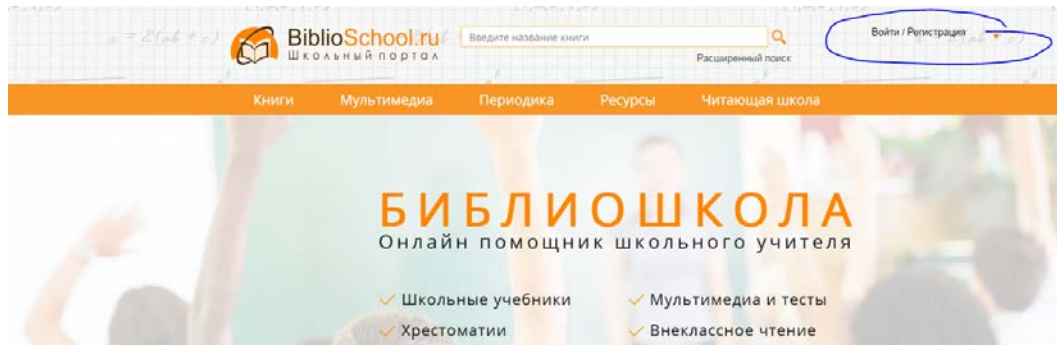 BiblioSchool.ru
Школьный портал
Введите название книги
Расширенный поиск
Войти / Регистрация
Книги Мультимедиа Периодика Ресурсы Читающая школа
БИБЛИОШКОЛА
Онлайн помощник школьного учителя
Школьные учебники Мультимедиа и тесты
Хрестоматии Внеклассное чтение